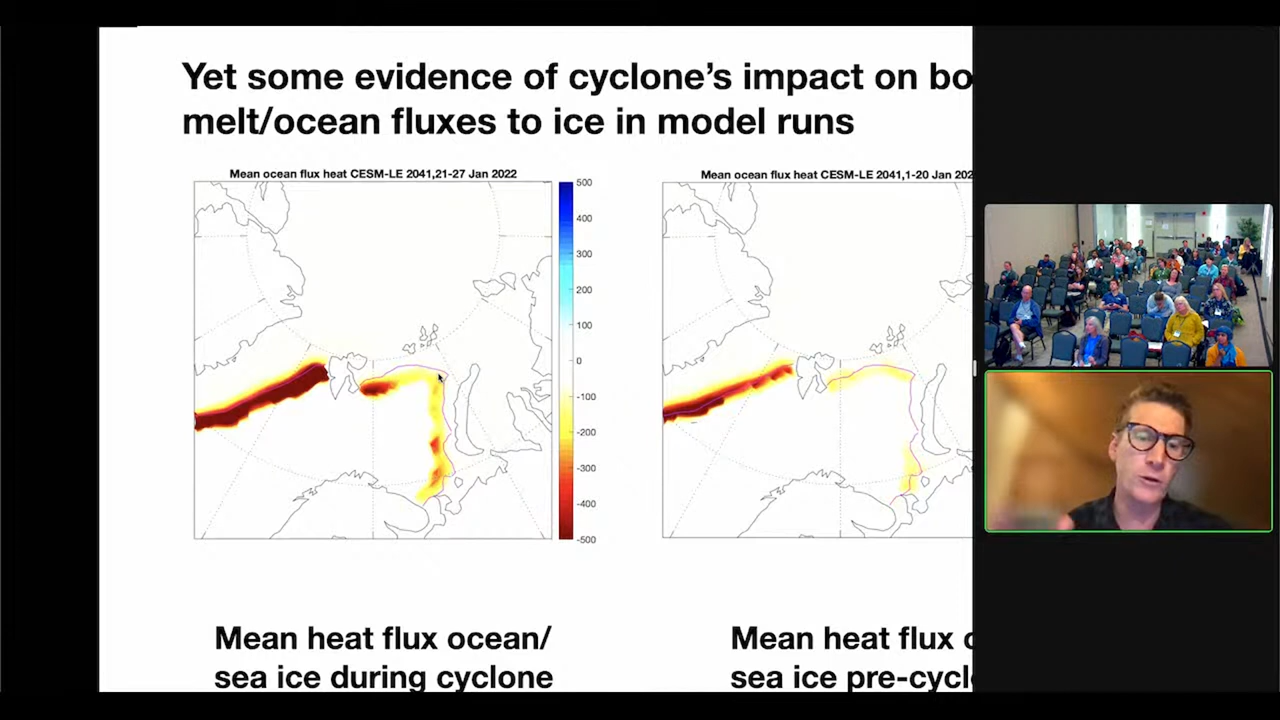 Yet some evidence of cyclone's impact on bo
melt/ocean fluxes to ice in model runs
Mean ocean flux heat CESM-LE 2041,21-27 Jan 2022
Mean ocean flux heat CESM-LE 2041,1-20 Jan 202
500
400
300
200
100
0
-100
-200
-300
-400
-500
Mean heat flux ocean/
sea ice during cyclone
Mean heat flux
sea ice pre-cycl